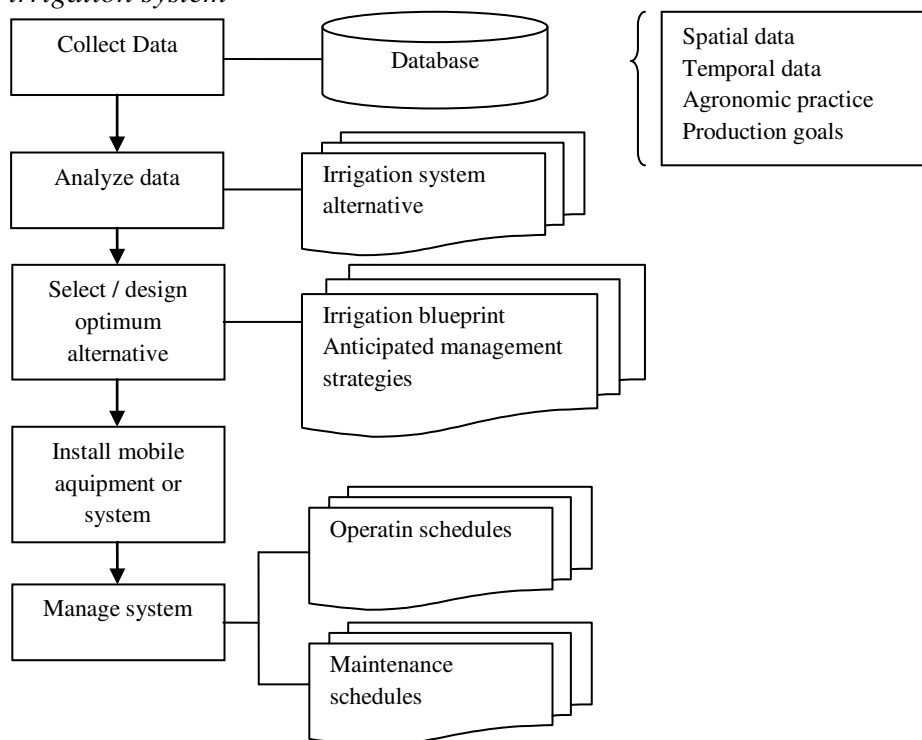 irrigation system
Collect Data
Database
Spatial data
Temporal data
Agronomic practice
Production goals
Analyze data
Irrigation system
alternative
Select / design
optimum
alternative
Irrigation blueprint
Anticipated management
strategies
Install mobile
aquipment or
system
Operatin schedules
Manage system
Maintenance
schedules